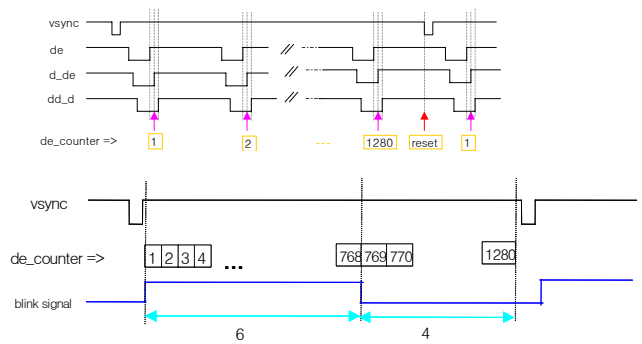 vsync
de
d_de
dd_d
de_counter => 1 2 ... 1280 reset 1
vsync
de_counter => 1 2 3 4 ... 768 769 770 1280
blink signal
6 4